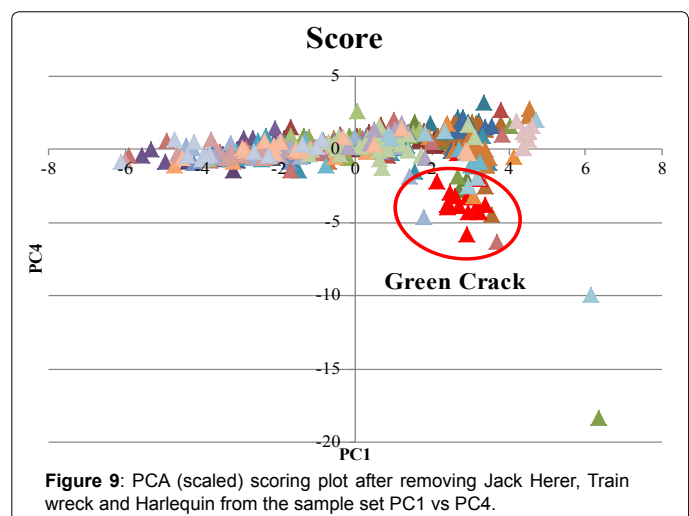 Score
5
-8 -6 -4 -2 0 2 4 6 8
0
-5
PC4
Green Crack
-10
-15
-20
PC1
Figure 9: PCA (scaled) scoring plot after removing Jack Herer, Train
wreck and Harlequin from the sample set PC1 vs PC4.